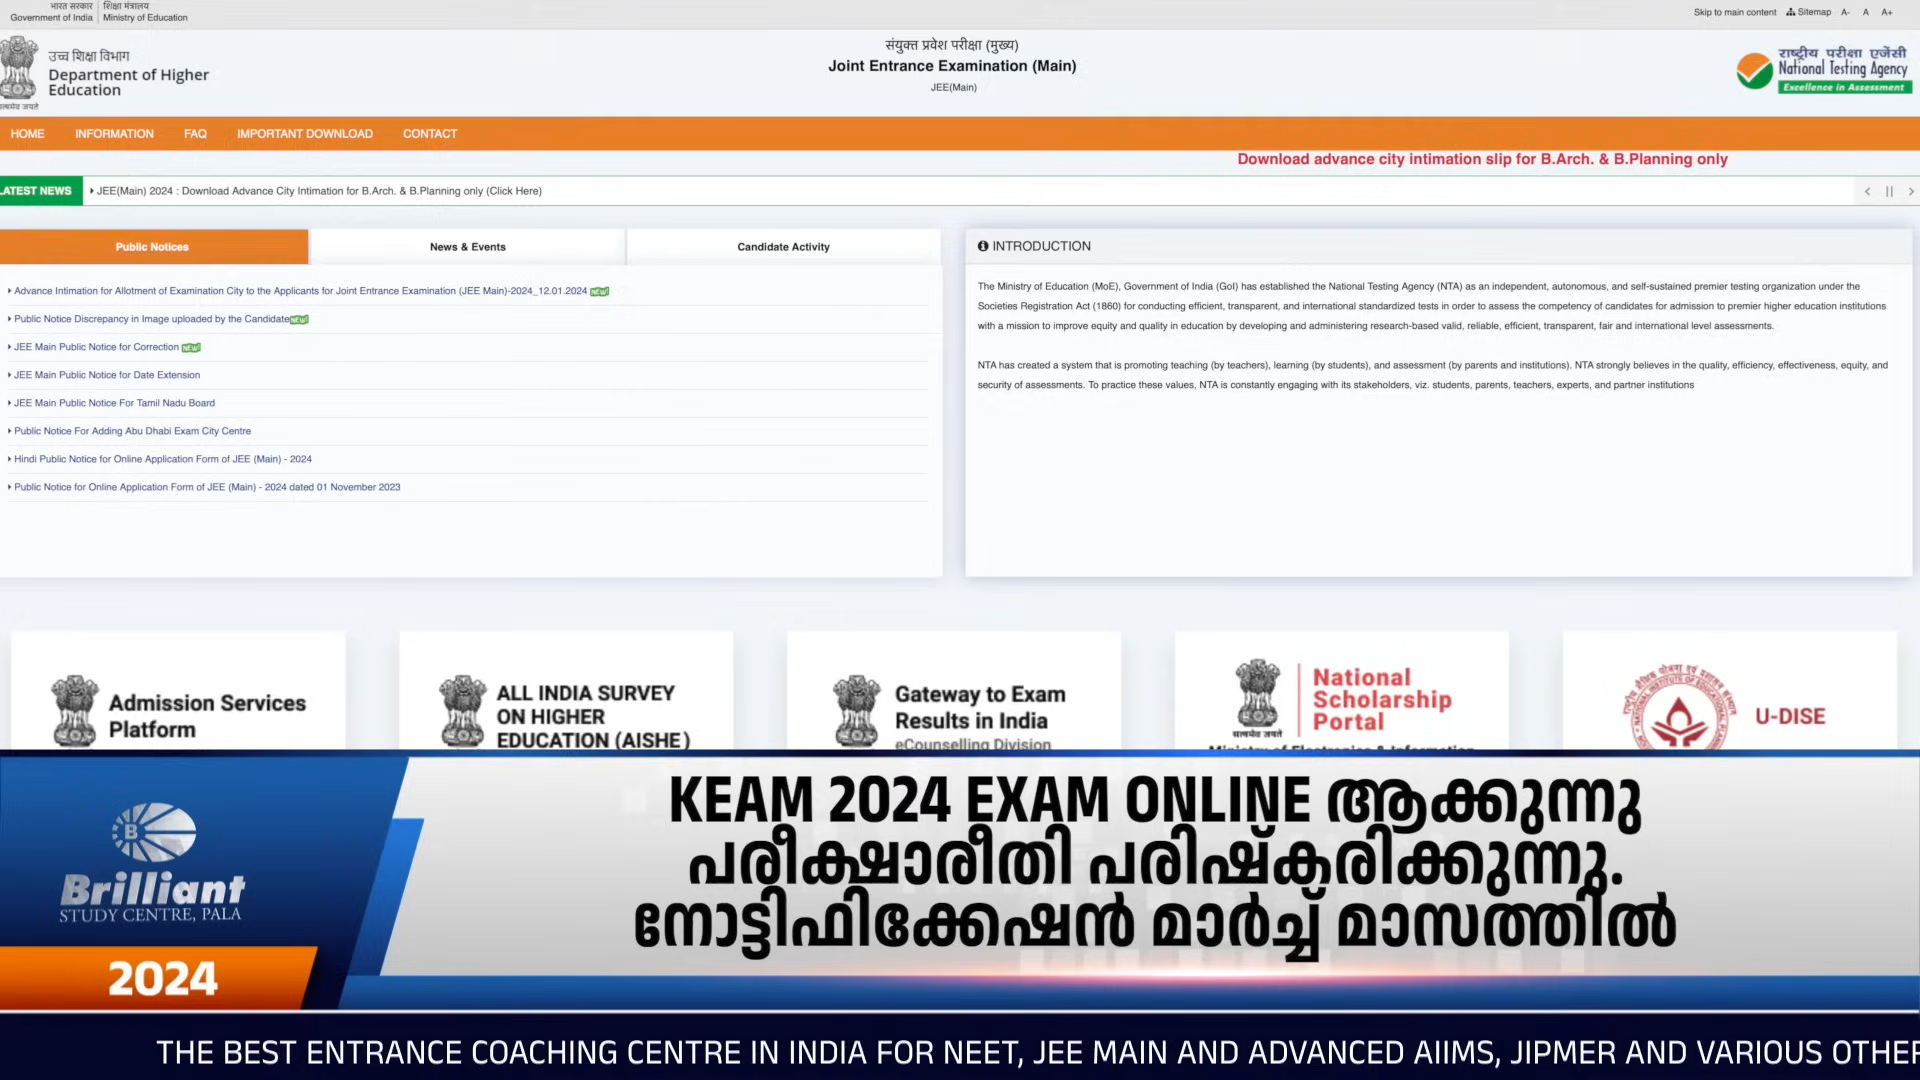 भारत सरकार
Government of India
शिक्षा मंत्रालय
Ministry of Education
Skip to main content
Sitemap
A-
A
A+
उच्च शिक्षा विभाग
Department of Higher
Education
सत्यमेव जयते
संयुक्त प्रवेश परीक्षा (मुख्य)
Joint Entrance Examination (Main)
JEE(Main)
राष्ट्रीय परीक्षा एजेंसी
National Testing Agency
Excellence in Assessment
HOME
INFORMATION
FAQ
IMPORTANT DOWNLOAD
CONTACT
Download advance city intimation slip for B.Arch. & B.Planning only
LATEST NEWS
JEE(Main) 2024 : Download Advance City Intimation for B.Arch. & B.Planning only (Click Here)
Public Notices
News & Events
Candidate Activity
Advance Intimation for Allotment of Examination City to the Applicants for Joint Entrance Examination (JEE Main)-2024_12.01.2024 NEW!
Public Notice Discrepancy in Image uploaded by the Candidate NEW!
JEE Main Public Notice for Correction NEW!
JEE Main Public Notice for Date Extension
JEE Main Public Notice For Tamil Nadu Board
Public Notice For Adding Abu Dhabi Exam City Centre
Hindi Public Notice for Online Application Form of JEE (Main) - 2024
Public Notice for Online Application Form of JEE (Main) - 2024 dated 01 November 2023
INTRODUCTION
The Ministry of Education (MoE), Government of India (GoI) has established the National Testing Agency (NTA) as an independent, autonomous, and self-sustained premier testing organization under the
Societies Registration Act (1860) for conducting efficient, transparent, and international standardized tests in order to assess the competency of candidates for admission to premier higher education institutions
with a mission to improve equity and quality in education by developing and administering research-based valid, reliable, efficient, transparent, fair and international level assessments.
NTA has created a system that is promoting teaching (by teachers), learning (by students), and assessment (by parents and institutions). NTA strongly believes in the quality, efficiency, effectiveness, equity, and
security of assessments. To practice these values, NTA is constantly engaging with its stakeholders, viz. students, parents, teachers, experts, and partner institutions
Admission Services
Platform
ALL INDIA SURVEY
ON HIGHER
EDUCATION (AISHE)
Gateway to Exam
Results in India
eCounselling Division
National
Scholarship
Portal
सत्यमेव जयते
Ministry of Electronics & Information
U-DISE
KEAM 2024 EXAM ONLINE ആക്കുന്നു
പരീക്ഷാരീതി പരിഷ്കരിക്കുന്നു.
നോട്ടിഫിക്കേഷൻ മാർച്ച് മാസത്തിൽ
B
Brilliant
STUDY CENTRE, PALA
2024
THE BEST ENTRANCE COACHING CENTRE IN INDIA FOR NEET, JEE MAIN AND ADVANCED AIIMS, JIPMER AND VARIOUS OTHER